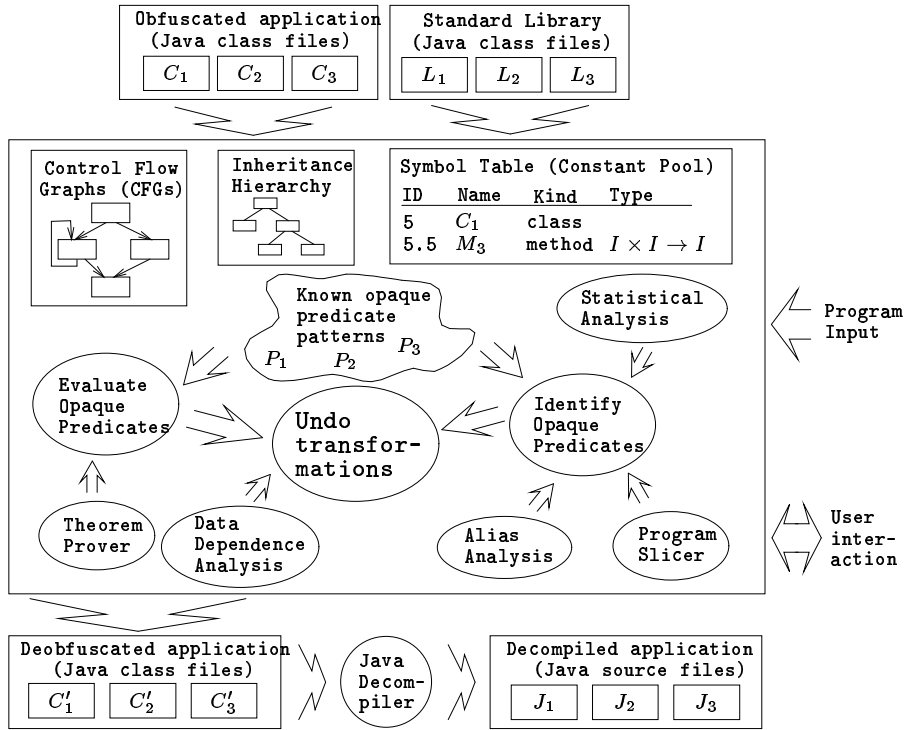 Obfuscated application
(Java class files)
C₁ C₂ C₃
Standard Library
(Java class files)
L₁ L₂ L₃
Control Flow
Graphs (CFGs)
Inheritance
Hierarchy
Symbol Table (Constant Pool)
ID Name Kind Type
5 C₁ class
5.5 M₃ method I × I → I
Known opaque
predicate
patterns
P₁ P₂ P₃
Statistical
Analysis
Program
Input
Evaluate
Opaque
Predicates
Undo
transfor-
mations
Identify
Opaque
Predicates
Theorem
Prover
Data
Dependence
Analysis
Alias
Analysis
Program
Slicer
User
inter-
action
Deobfuscated application
(Java class files)
C′₁ C′₂ C′₃
Java
Decom-
piler
Decompiled application
(Java source files)
J₁ J₂ J₃